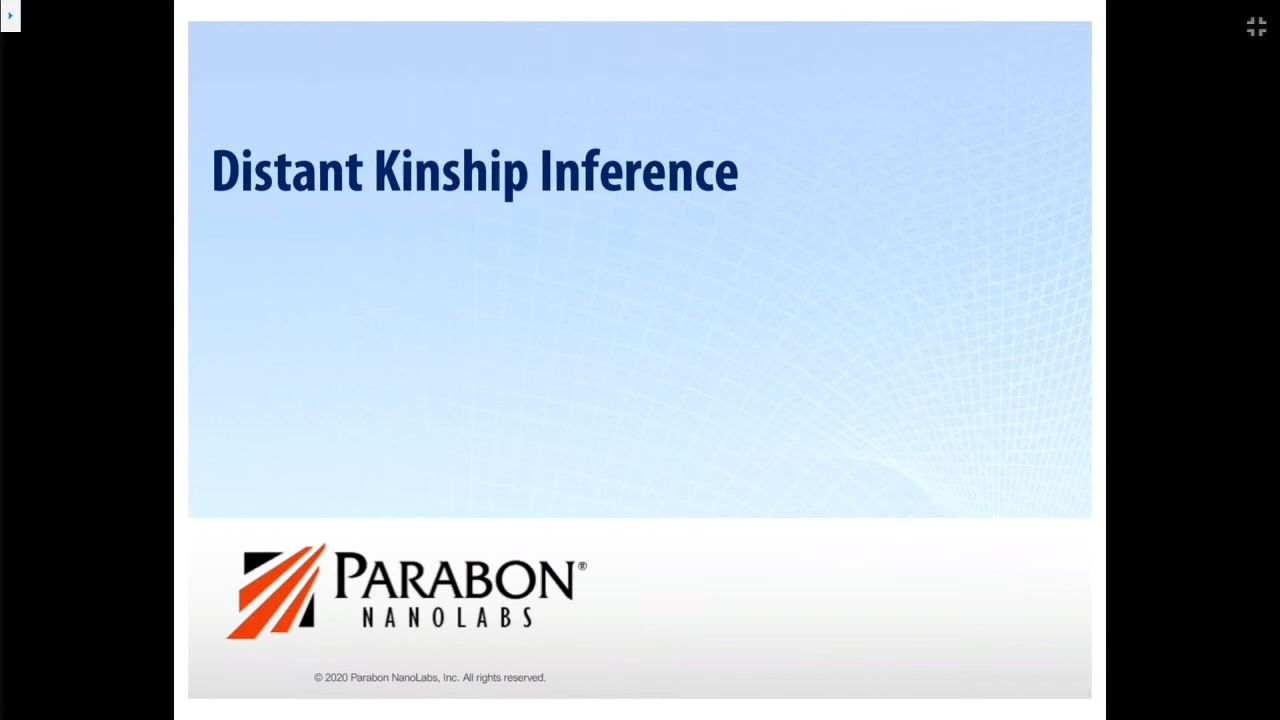 Distant Kinship Inference
PARABON®
NANOLABS
© 2020 Parabon NanoLabs, Inc. All rights reserved.